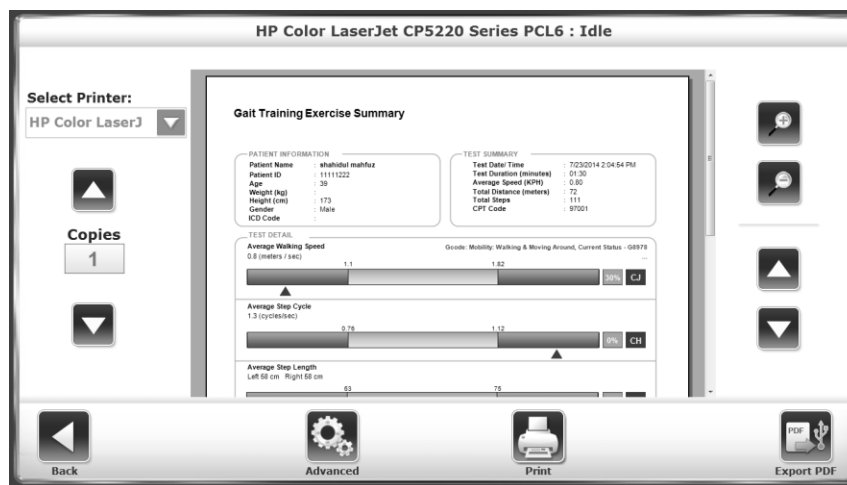 HP Color LaserJet CP5220 Series PCL6 : Idle
Select Printer:
HP Color LaserJ
Copies
1
Gait Training Exercise Summary
PATIENT INFORMATION
Patient Name : shahidul mahfuz
Patient ID : 11111222
Age : 39
Weight (kg) :
Height (cm) : 173
Gender : Male
ICD Code :
TEST SUMMARY
Test Date/ Time : 7/23/2014 2:04:54 PM
Test Duration (minutes) : 01:30
Average Speed (KPH) : 0.80
Total Distance (meters) : 72
Total Steps : 111
CPT Code : 97001
TEST DETAIL
Average Walking Speed Gcode: Mobility: Walking & Moving Around, Current Status - G8978
0.8 (meters / sec) ...
1.1 1.82
30% CJ
Average Step Cycle
1.3 (cycles/sec)
0.76 1.12
0% CH
Average Step Length
Left 68 cm Right 68 cm
63 75
PDF
Back Advanced Print Export PDF